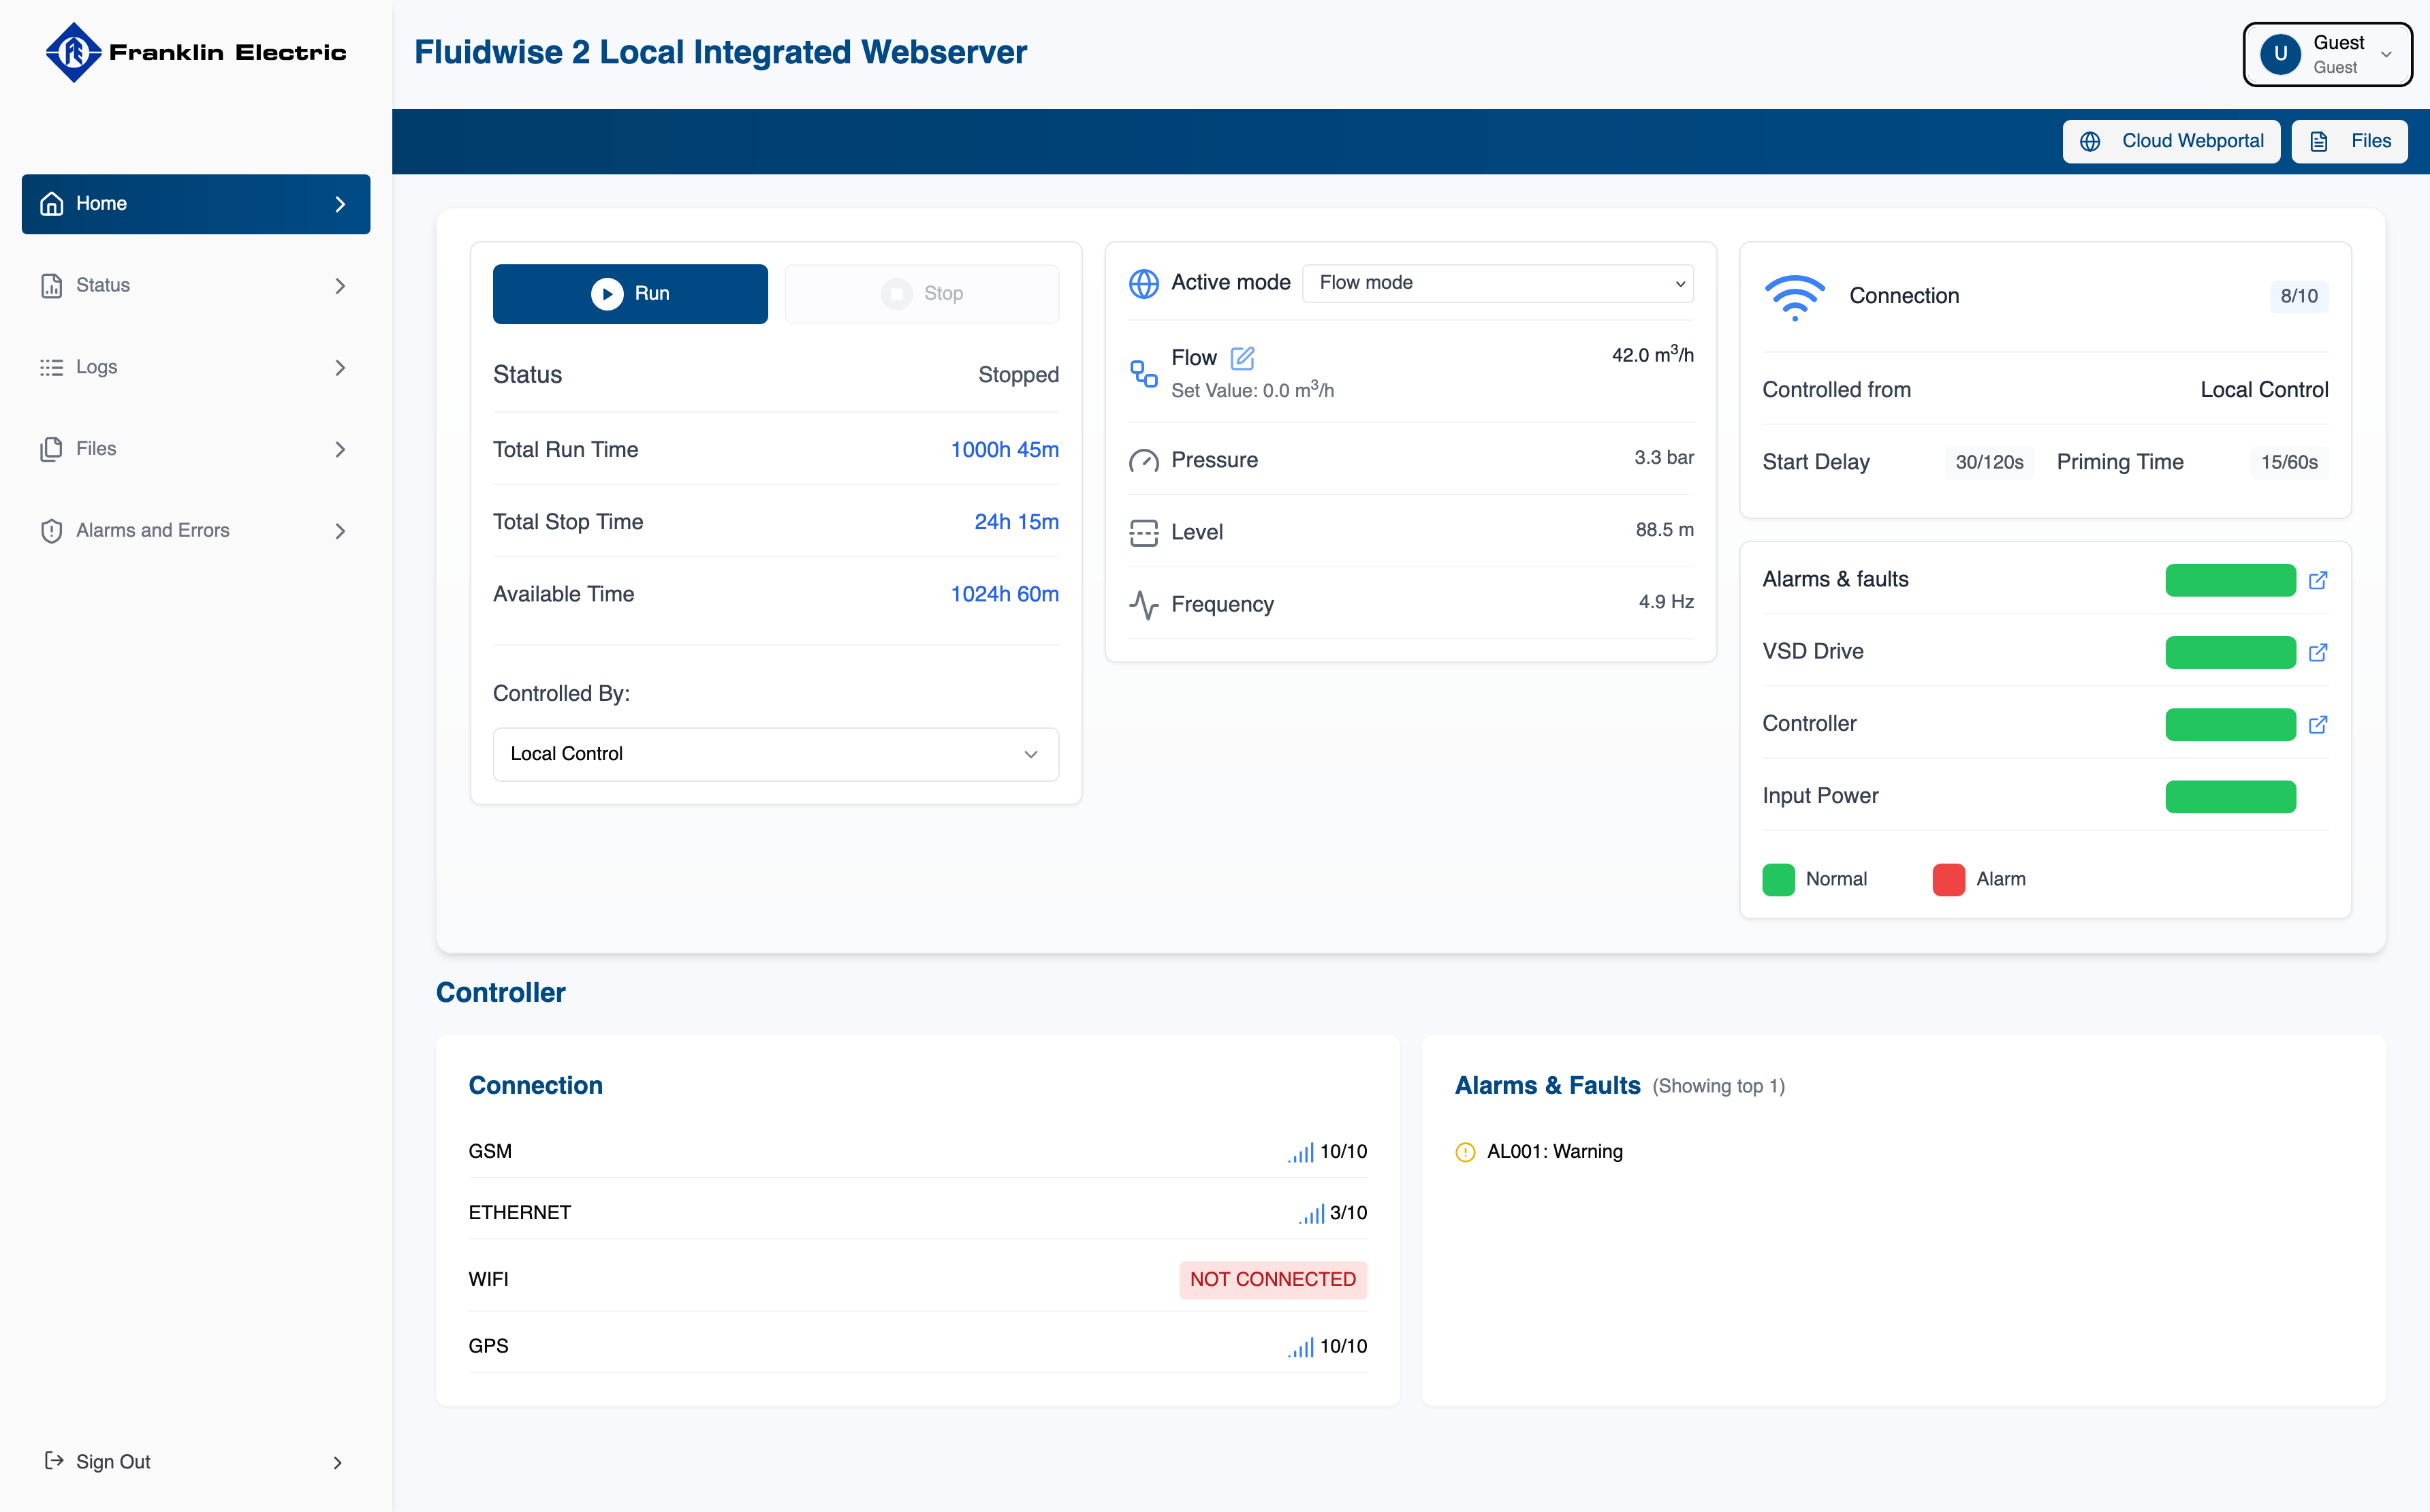 Franklin Electric
Fluidwise 2 Local Integrated Webserver
U
Guest
Guest
Cloud Webportal
Files
Home
Status
Logs
Files
Alarms and Errors
Sign Out
Run
Stop
Status Stopped
Total Run Time 1000h 45m
Total Stop Time 24h 15m
Available Time 1024h 60m
Controlled By:
Local Control
Active mode Flow mode
Flow 42.0 m³/h
Set Value: 0.0 m³/h
Pressure 3.3 bar
Level 88.5 m
Frequency 4.9 Hz
Connection 8/10
Controlled from Local Control
Start Delay 30/120s Priming Time 15/60s
Alarms & faults
VSD Drive
Controller
Input Power
Normal Alarm
Controller
Connection
GSM 10/10
ETHERNET 3/10
WIFI NOT CONNECTED
GPS 10/10
Alarms & Faults (Showing top 1)
AL001: Warning